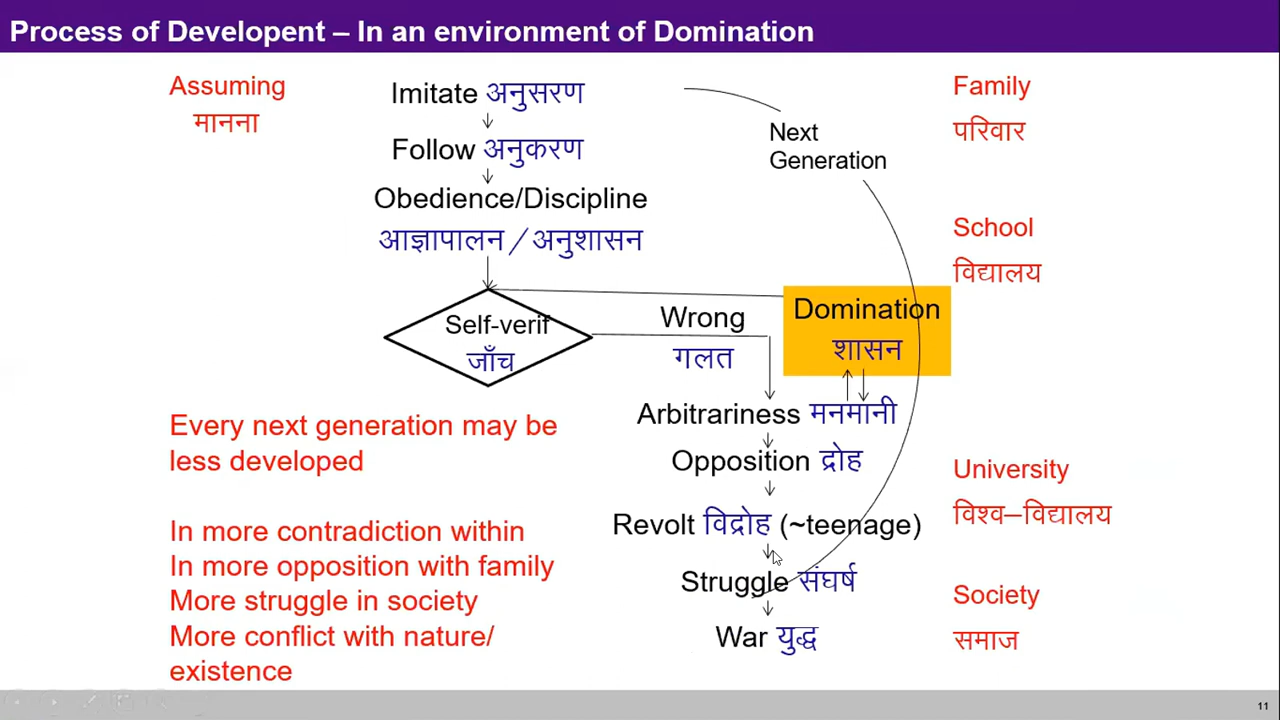 Process of Developent – In an environment of Domination
Assuming
मानना
Imitate अनुसरण
Follow अनुकरण
Obedience/Discipline
आज्ञापालन / अनुशासन
Self-verif
जाँच
Wrong
गलत
Domination
शासन
Next
Generation
Arbitrariness मनमानी
Opposition द्रोह
Revolt विद्रोह (~teenage)
Struggle संघर्ष
War युद्ध
Family
परिवार
School
विद्यालय
University
विश्व–विद्यालय
Society
समाज
Every next generation may be
less developed
In more contradiction within
In more opposition with family
More struggle in society
More conflict with nature/
existence
11